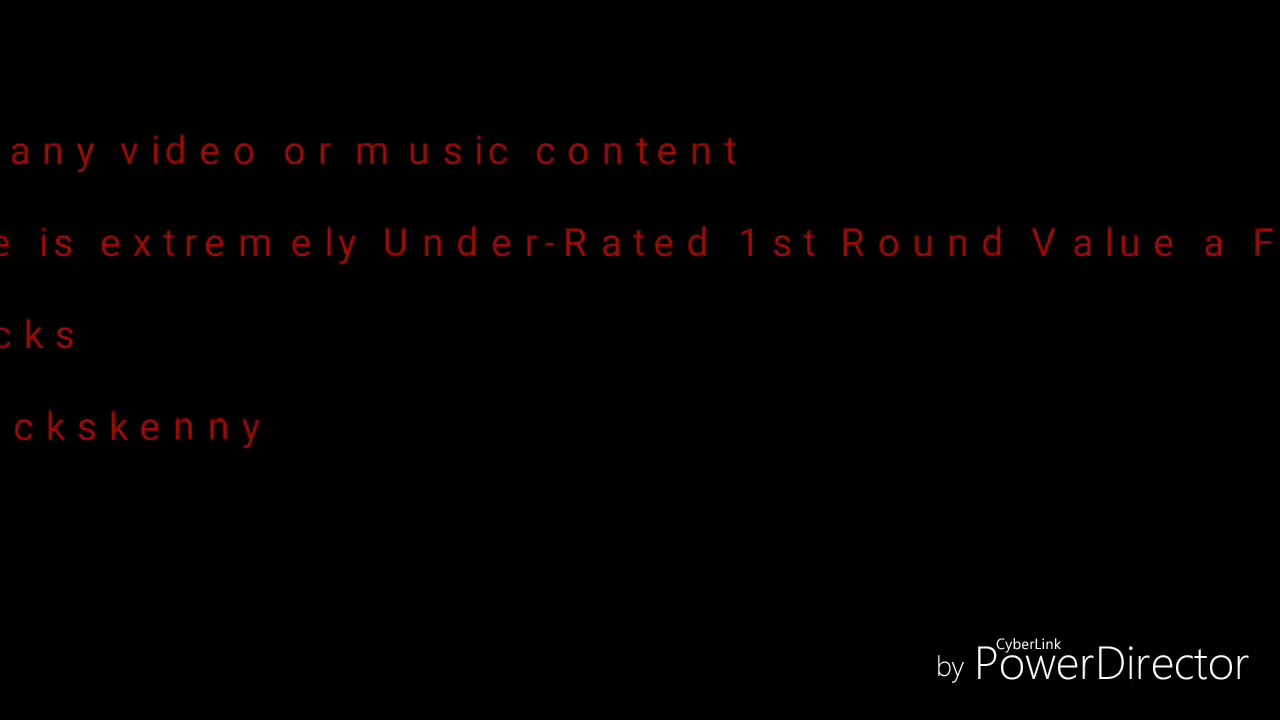 any video or music content
e is extremely Under-Rated 1st Round Value a F
cks
ckskenny
by CyberLink PowerDirector